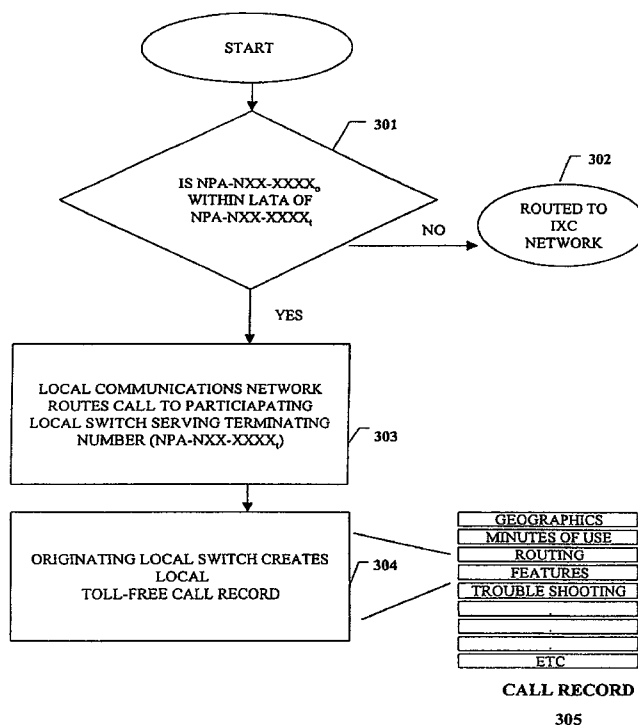 START
301
IS NPA-NXX-XXXXo
WITHIN LATA OF
NPA-NXX-XXXXt
302
ROUTED TO
IXC
NETWORK
NO
YES
LOCAL COMMUNICATIONS NETWORK
ROUTES CALL TO PARTICIAPATING
LOCAL SWITCH SERVING TERMINATING
NUMBER (NPA-NXX-XXXXt)
303
ORIGINATING LOCAL SWITCH CREATES
LOCAL
TOLL-FREE CALL RECORD
304
GEOGRAPHICS
MINUTES OF USE
ROUTING
FEATURES
TROUBLE SHOOTING
.
.
.
ETC
CALL RECORD
305